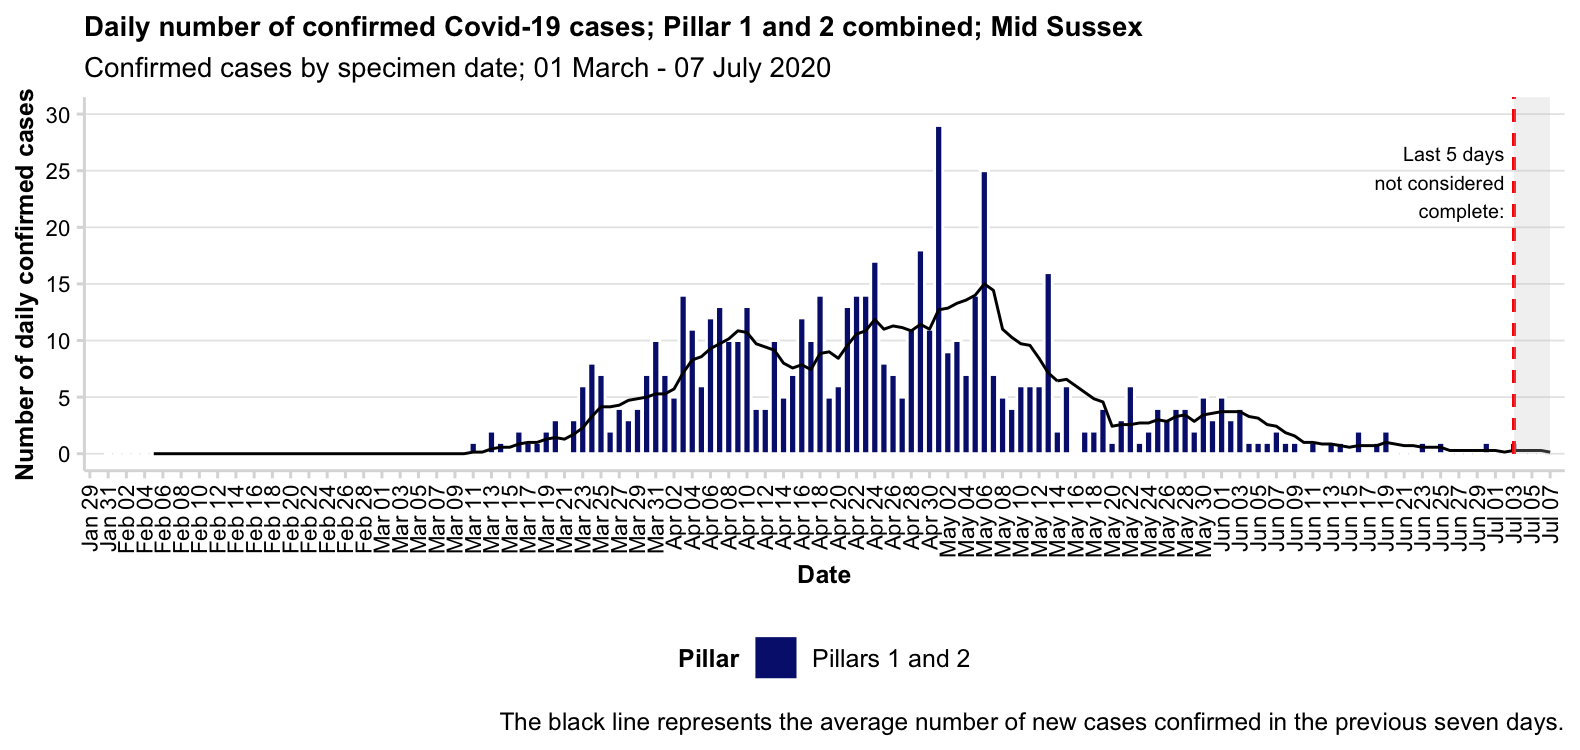 Daily number of confirmed Covid-19 cases; Pillar 1 and 2 combined; Mid Sussex
Confirmed cases by specimen date; 01 March - 07 July 2020
Number of daily confirmed cases
30
25
20
15
10
5
0
Last 5 days
not considered
complete:
Jan 29
Jan 31
Feb 02
Feb 04
Feb 06
Feb 08
Feb 10
Feb 12
Feb 14
Feb 16
Feb 18
Feb 20
Feb 22
Feb 24
Feb 26
Feb 28
Mar 01
Mar 03
Mar 05
Mar 07
Mar 09
Mar 11
Mar 13
Mar 15
Mar 17
Mar 19
Mar 21
Mar 23
Mar 25
Mar 27
Mar 29
Mar 31
Apr 02
Apr 04
Apr 06
Apr 08
Apr 10
Apr 12
Apr 14
Apr 16
Apr 18
Apr 20
Apr 22
Apr 24
Apr 26
Apr 28
Apr 30
May 02
May 04
May 06
May 08
May 10
May 12
May 14
May 16
May 18
May 20
May 22
May 24
May 26
May 28
May 30
Jun 01
Jun 03
Jun 05
Jun 07
Jun 09
Jun 11
Jun 13
Jun 15
Jun 17
Jun 19
Jun 21
Jun 23
Jun 25
Jun 27
Jun 29
Jul 01
Jul 03
Jul 05
Jul 07
Date
Pillar
Pillars 1 and 2
The black line represents the average number of new cases confirmed in the previous seven days.